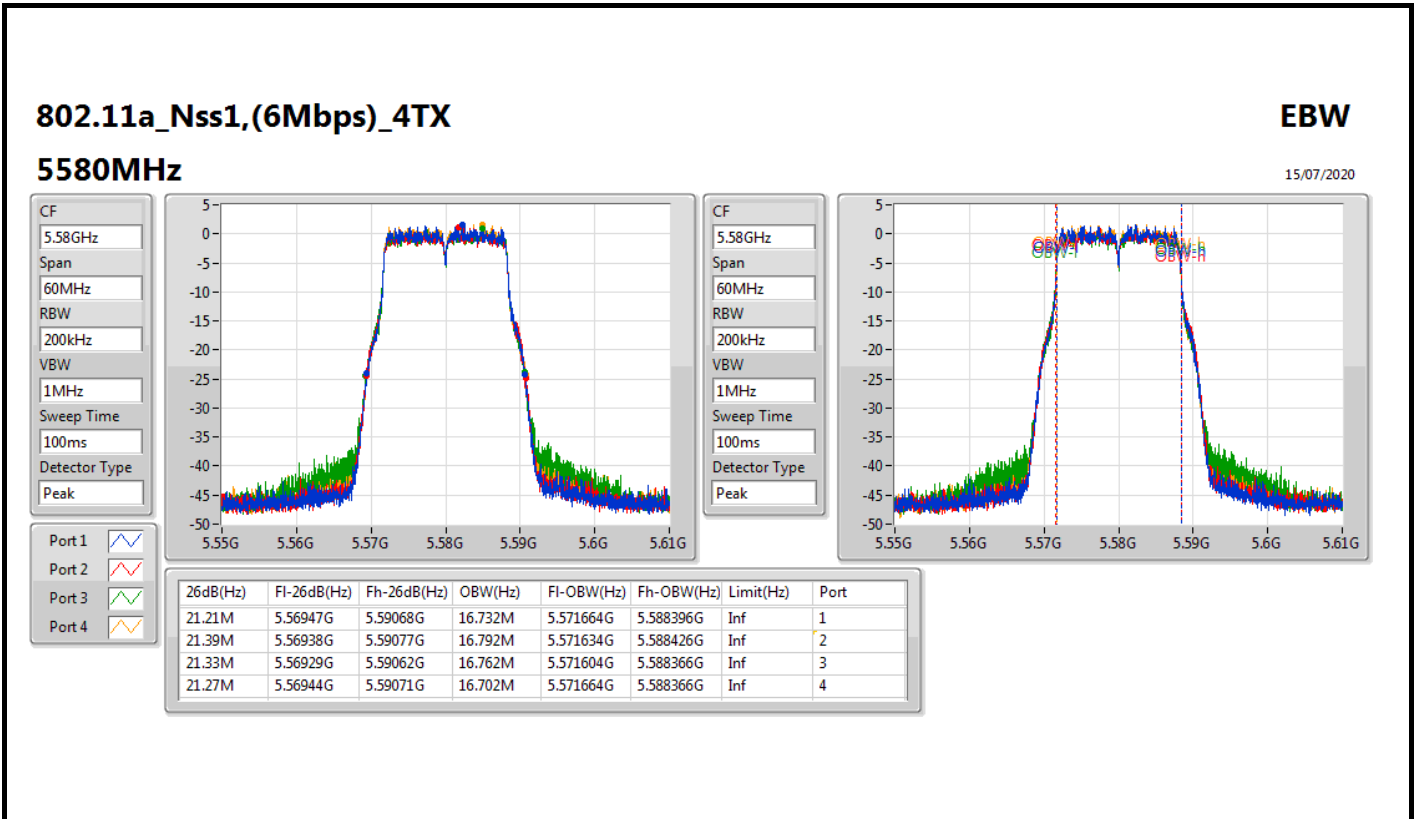 802.11a_Nss1,(6Mbps)_4TX EBW
5580MHz 15/07/2020
CF
5.58GHz
Span
60MHz
RBW
200kHz
VBW
1MHz
Sweep Time
100ms
Detector Type
Peak
5
0
-5
-10
-15
-20
-25
-30
-35
-40
-45
-50
5.55G 5.56G 5.57G 5.58G 5.59G 5.6G 5.61G
CF
5.58GHz
Span
60MHz
RBW
200kHz
VBW
1MHz
Sweep Time
100ms
Detector Type
Peak
5
0
-5
-10
-15
-20
-25
-30
-35
-40
-45
-50
5.55G 5.56G 5.57G 5.58G 5.59G 5.6G 5.61G
Port 1
Port 2
Port 3
Port 4
26dB(Hz) Fl-26dB(Hz) Fh-26dB(Hz) OBW(Hz) Fl-OBW(Hz) Fh-OBW(Hz) Limit(Hz) Port
21.21M 5.56947G 5.59068G 16.732M 5.571664G 5.588396G Inf 1
21.39M 5.56938G 5.59077G 16.792M 5.571634G 5.588426G Inf 2
21.33M 5.56929G 5.59062G 16.762M 5.571604G 5.588366G Inf 3
21.27M 5.56944G 5.59071G 16.702M 5.571664G 5.588366G Inf 4